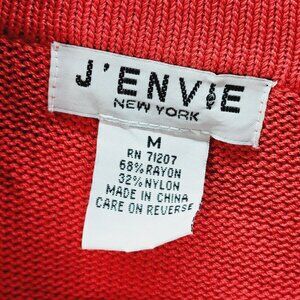 J'ENVIE
NEW YORK
M
RN 71207
68% RAYON
32% NYLON
MADE IN CHINA
CARE ON REVERSE